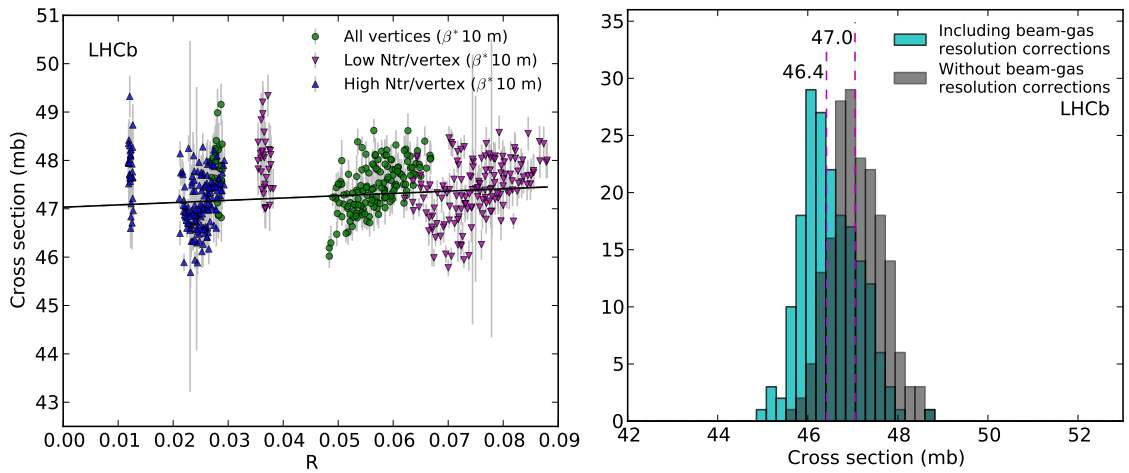 51
50
49
48
47
46
45
44
43
Cross section (mb)
LHCb
All vertices (β* 10 m)
Low Ntr/vertex (β* 10 m)
High Ntr/vertex (β* 10 m)
0.00 0.01 0.02 0.03 0.04 0.05 0.06 0.07 0.08 0.09
R
35
30
25
20
15
10
5
0
47.0
46.4
Including beam-gas
resolution corrections
Without beam-gas
resolution corrections
LHCb
42 44 46 48 50 52
Cross section (mb)